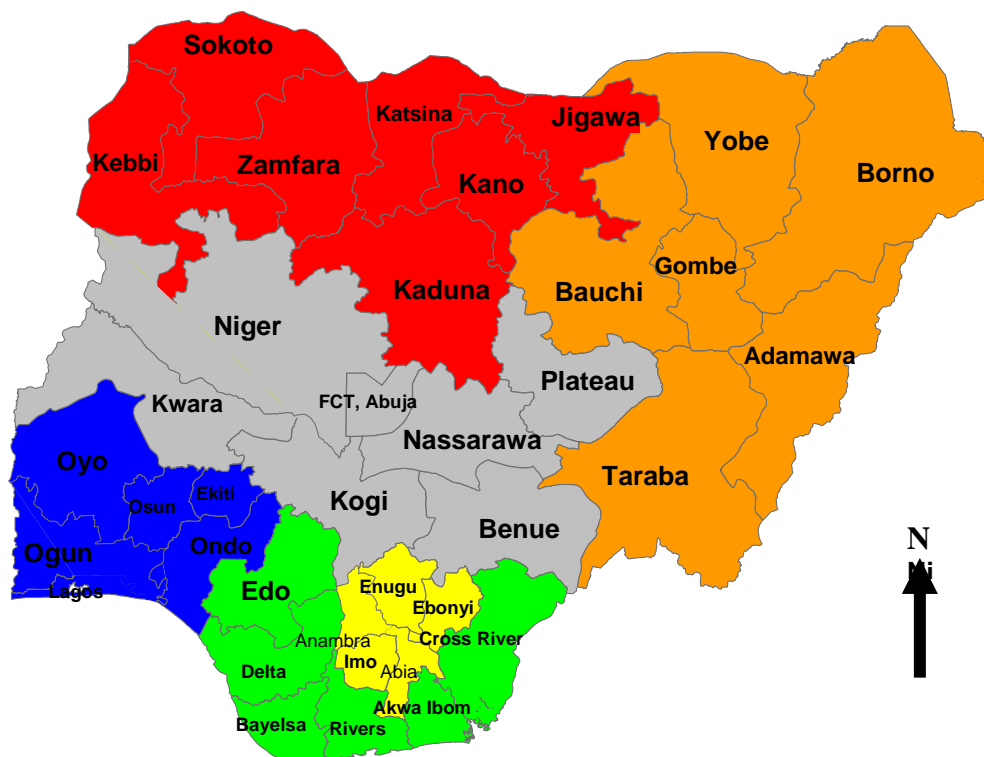 Sokoto
Katsina
Jigawa
Yobe
Kebbi
Zamfara
Kano
Borno
Gombe
Kaduna
Bauchi
Niger
Adamawa
Plateau
FCT, Abuja
Kwara
Nassarawa
Oyo
Taraba
Ekiti
Osun
Kogi
Benue
Ogun
Ondo
N
Ni
Lagos
Edo
Enugu
Ebonyi
Anambra
Cross River
Imo
Delta
Abia
Akwa Ibom
Bayelsa
Rivers